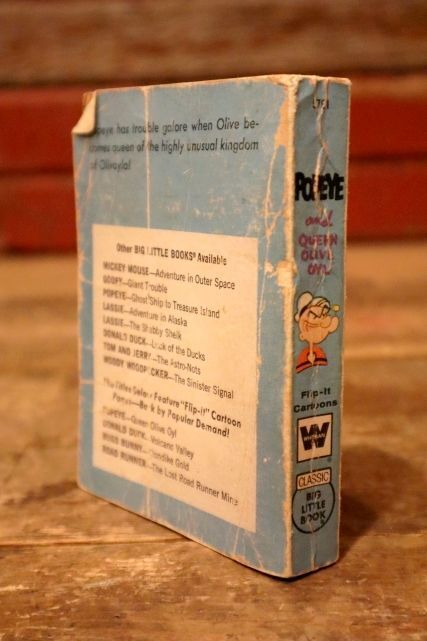 has trouble galore when Olive be-
comes queen of the highly unusual kingdom
of Olivoyla!
Other BIG LITTLE BOOKS® Available
MICKEY MOUSE—Adventure in Outer Space
GOOFY—Giant Trouble
POPEYE—Ghost Ship to Treasure Island
LASSIE—Adventure in Alaska
LASSIE—The Shabby Sheik
DONALD DUCK—Luck of the Ducks
TOM AND JERRY—The Astro-Nots
WOODY WOODPECKER—The Sinister Signal
The titles below Feature "Flip-It" Cartoon
Panels—Back by Popular Demand!
POPEYE—Queen Olive Oyl
DONALD DUCK—Volcano Valley
BUGS BUNNY—Klondike Gold
ROAD RUNNER—The Lost Road Runner Mine
POPEYE
and
QUEEN
OLIVE
OYL
Flip-It
Cartoons
W
CLASSIC
BIG
LITTLE
BOOK